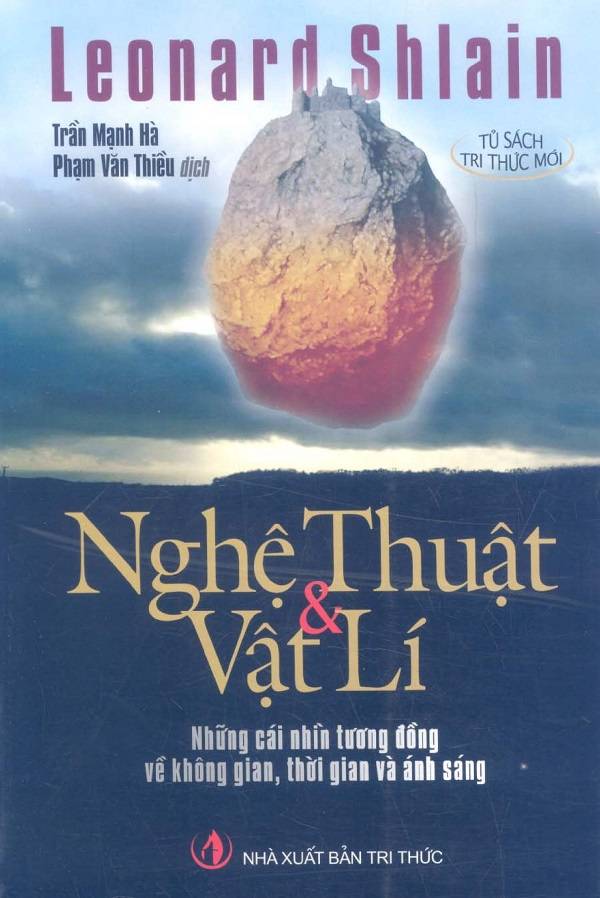 Leonard Shlain
Trần Mạnh Hà
Phạm Văn Thiều dịch
TỦ SÁCH
TRI THỨC MỚI
Nghệ Thuật
&
Vật Lí
Những cái nhìn tương đồng
về không gian, thời gian và ánh sáng
NHÀ XUẤT BẢN TRI THỨC